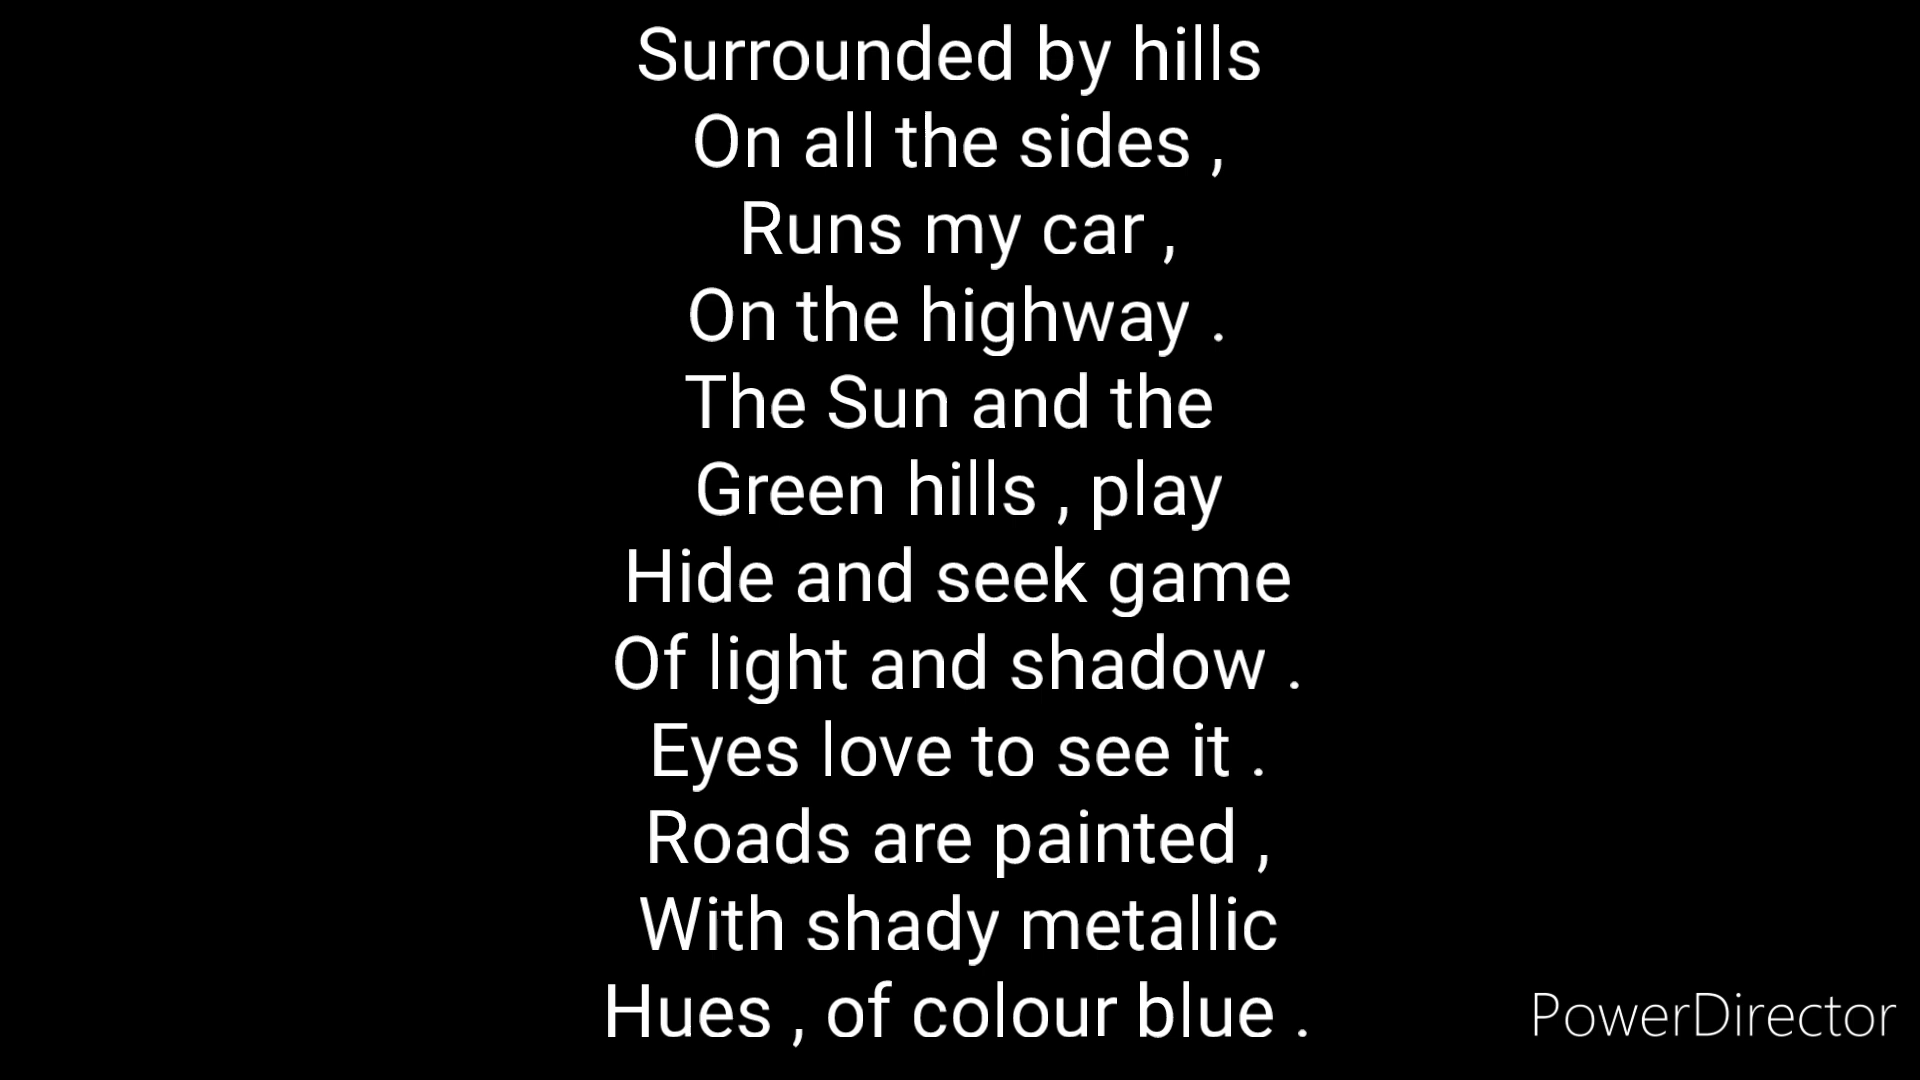 Surrounded by hills
On all the sides ,
Runs my car ,
On the highway .
The Sun and the
Green hills , play
Hide and seek game
Of light and shadow .
Eyes love to see it .
Roads are painted ,
With shady metallic
Hues , of colour blue .
PowerDirector